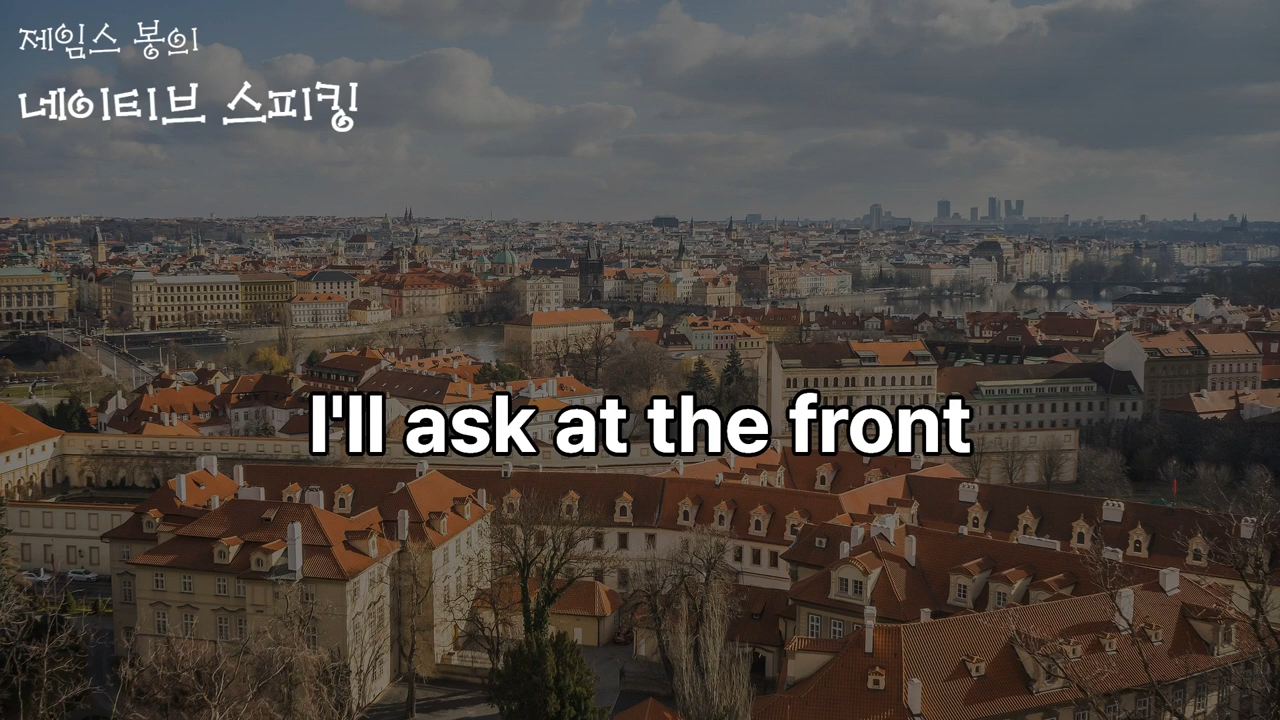 제임스 봉의
네이티브 스피킹
I'll ask at the front